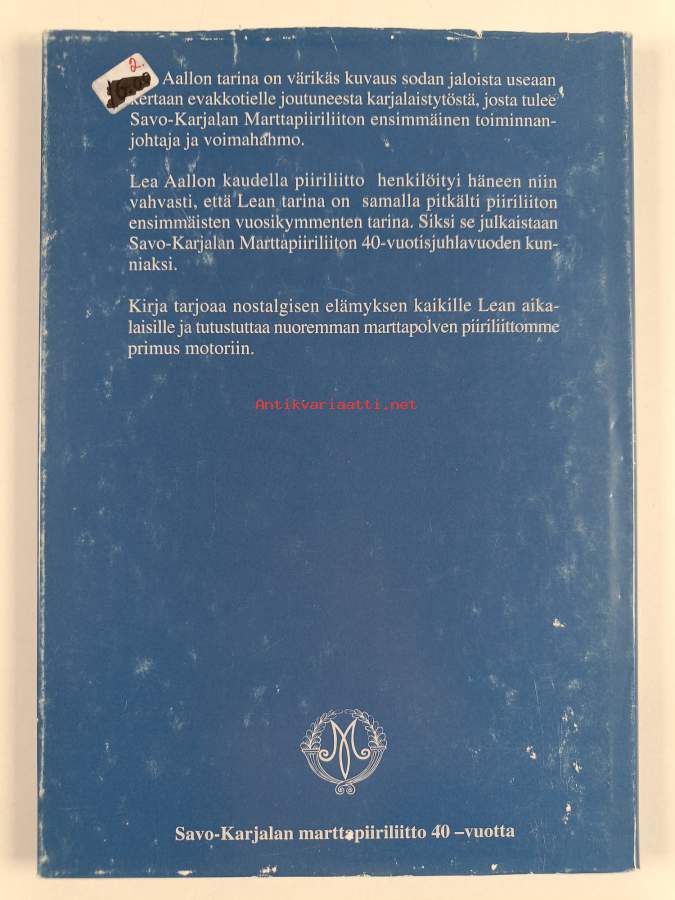 2.
Aallon tarina on värikäs kuvaus sodan jaloista useaan
kertaan evakkotielle joutuneesta karjalaistytöstä, josta tulee
Savo-Karjalan Marttapiiriliiton ensimmäinen toiminnan-
johtaja ja voimahahmo.
Lea Aallon kaudella piiriliitto henkilöityi häneen niin
vahvasti, että Lean tarina on samalla pitkälti piiriliiton
ensimmäisten vuosikymmenten tarina. Siksi se julkaistaan
Savo-Karjalan Marttapiiriliiton 40-vuotisjuhlavuoden kun-
niaksi.
Kirja tarjoaa nostalgisen elämyksen kaikille Lean aika-
laisille ja tutustuttaa nuoremman marttapolven piiriliittomme
primus motoriin.
Antikvariaatti.net
Savo-Karjalan marttapiiriliitto 40 –vuotta